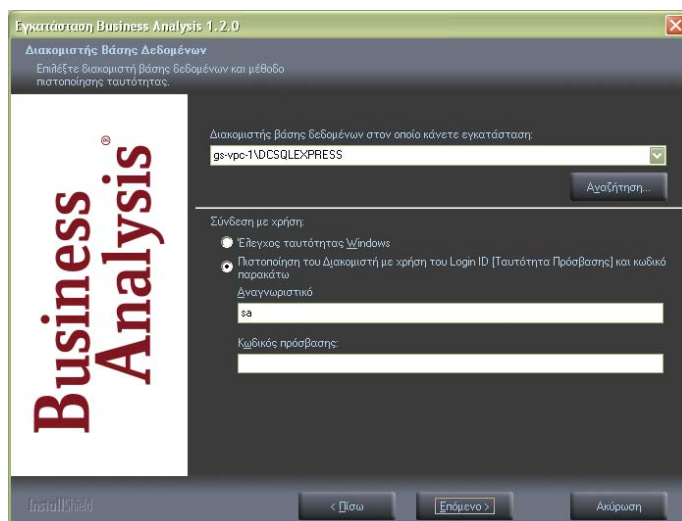 Εγκατάσταση Business Analysis 1.2.0
Διακομιστής Βάσης Δεδομένων
Επιλέξτε διακομιστή βάσης δεδομένων και μέθοδο
πιστοποίησης ταυτότητας.
Business
Analysis®
Διακομιστής βάσης δεδομένων στον οποίο κάνετε εγκατάσταση:
gs-vpc-1\DCSQLEXPRESS
Αναζήτηση...
Σύνδεση με χρήση:
Έλεγχος ταυτότητας Windows
Πιστοποίηση του Διακομιστή με χρήση του Login ID [Ταυτότητα Πρόσβασης] και κωδικό
παρακάτω
Αναγνωριστικό
sa
Κωδικός πρόσβασης:
InstallShield
< Πίσω
Επόμενο >
Ακύρωση